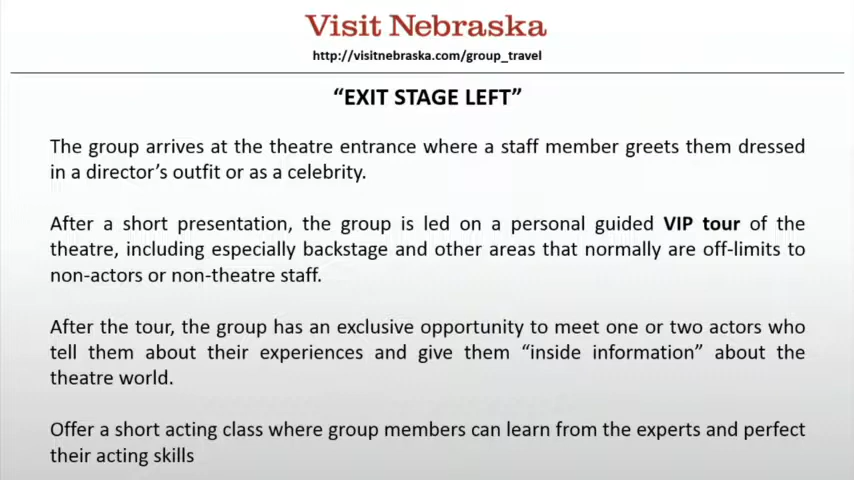 Visit Nebraska
http://visitnebraska.com/group_travel
“EXIT STAGE LEFT”
The group arrives at the theatre entrance where a staff member greets them dressed
in a director’s outfit or as a celebrity.
After a short presentation, the group is led on a personal guided VIP tour of the
theatre, including especially backstage and other areas that normally are off-limits to
non-actors or non-theatre staff.
After the tour, the group has an exclusive opportunity to meet one or two actors who
tell them about their experiences and give them “inside information” about the
theatre world.
Offer a short acting class where group members can learn from the experts and perfect
their acting skills